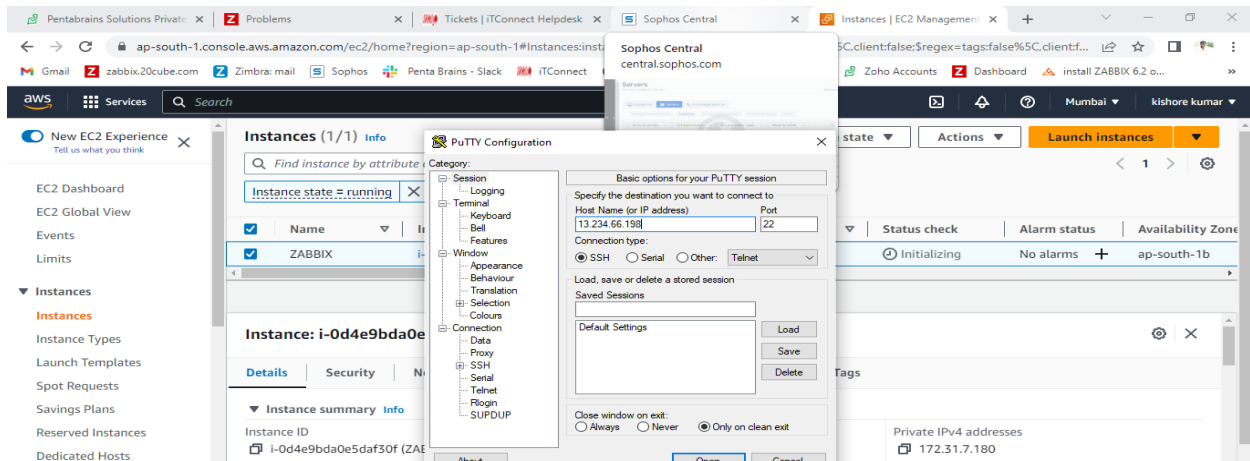 Pentabrains Solutions Private
Problems
Tickets | iTConnect Helpdesk
Sophos Central
Instances | EC2 Management
ap-south-1.console.aws.amazon.com/ec2/home?region=ap-south-1#Instances:inst
5C,client:false;$regex=tags:false%5C,client:f...
Sophos Central
central.sophos.com
Gmail
zabbix.20cube.com
Zimbra: mail
Sophos
Penta Brains - Slack
iTConnect
Zoho Accounts
Dashboard
install ZABBIX 6.2 o...
aws
Services
Search
Mumbai
kishore kumar
New EC2 Experience
Tell us what you think
EC2 Dashboard
EC2 Global View
Events
Limits
Instances
Instances
Instance Types
Launch Templates
Spot Requests
Savings Plans
Reserved Instances
Dedicated Hosts
Instances (1/1) Info
state
Actions
Launch instances
Find instance by attribute
1
Instance state = running
Name
Status check
Alarm status
Availability Zone
ZABBIX
i-
Initializing
No alarms
ap-south-1b
Instance: i-0d4e9bda0e
Details
Security
Tags
Instance summary Info
Instance ID
i-0d4e9bda0e5daf30f (ZAB
Private IPv4 addresses
172.31.7.180
PuTTY Configuration
Category:
Session
Logging
Terminal
Keyboard
Bell
Features
Window
Appearance
Behaviour
Translation
Selection
Colours
Connection
Data
Proxy
SSH
Serial
Telnet
Rlogin
SUPDUP
Basic options for your PuTTY session
Specify the destination you want to connect to
Host Name (or IP address)
Port
13.234.66.198
22
Connection type:
SSH
Serial
Other:
Telnet
Load, save or delete a stored session
Saved Sessions
Default Settings
Load
Save
Delete
Close window on exit:
Always
Never
Only on clean exit
About
Open
Cancel